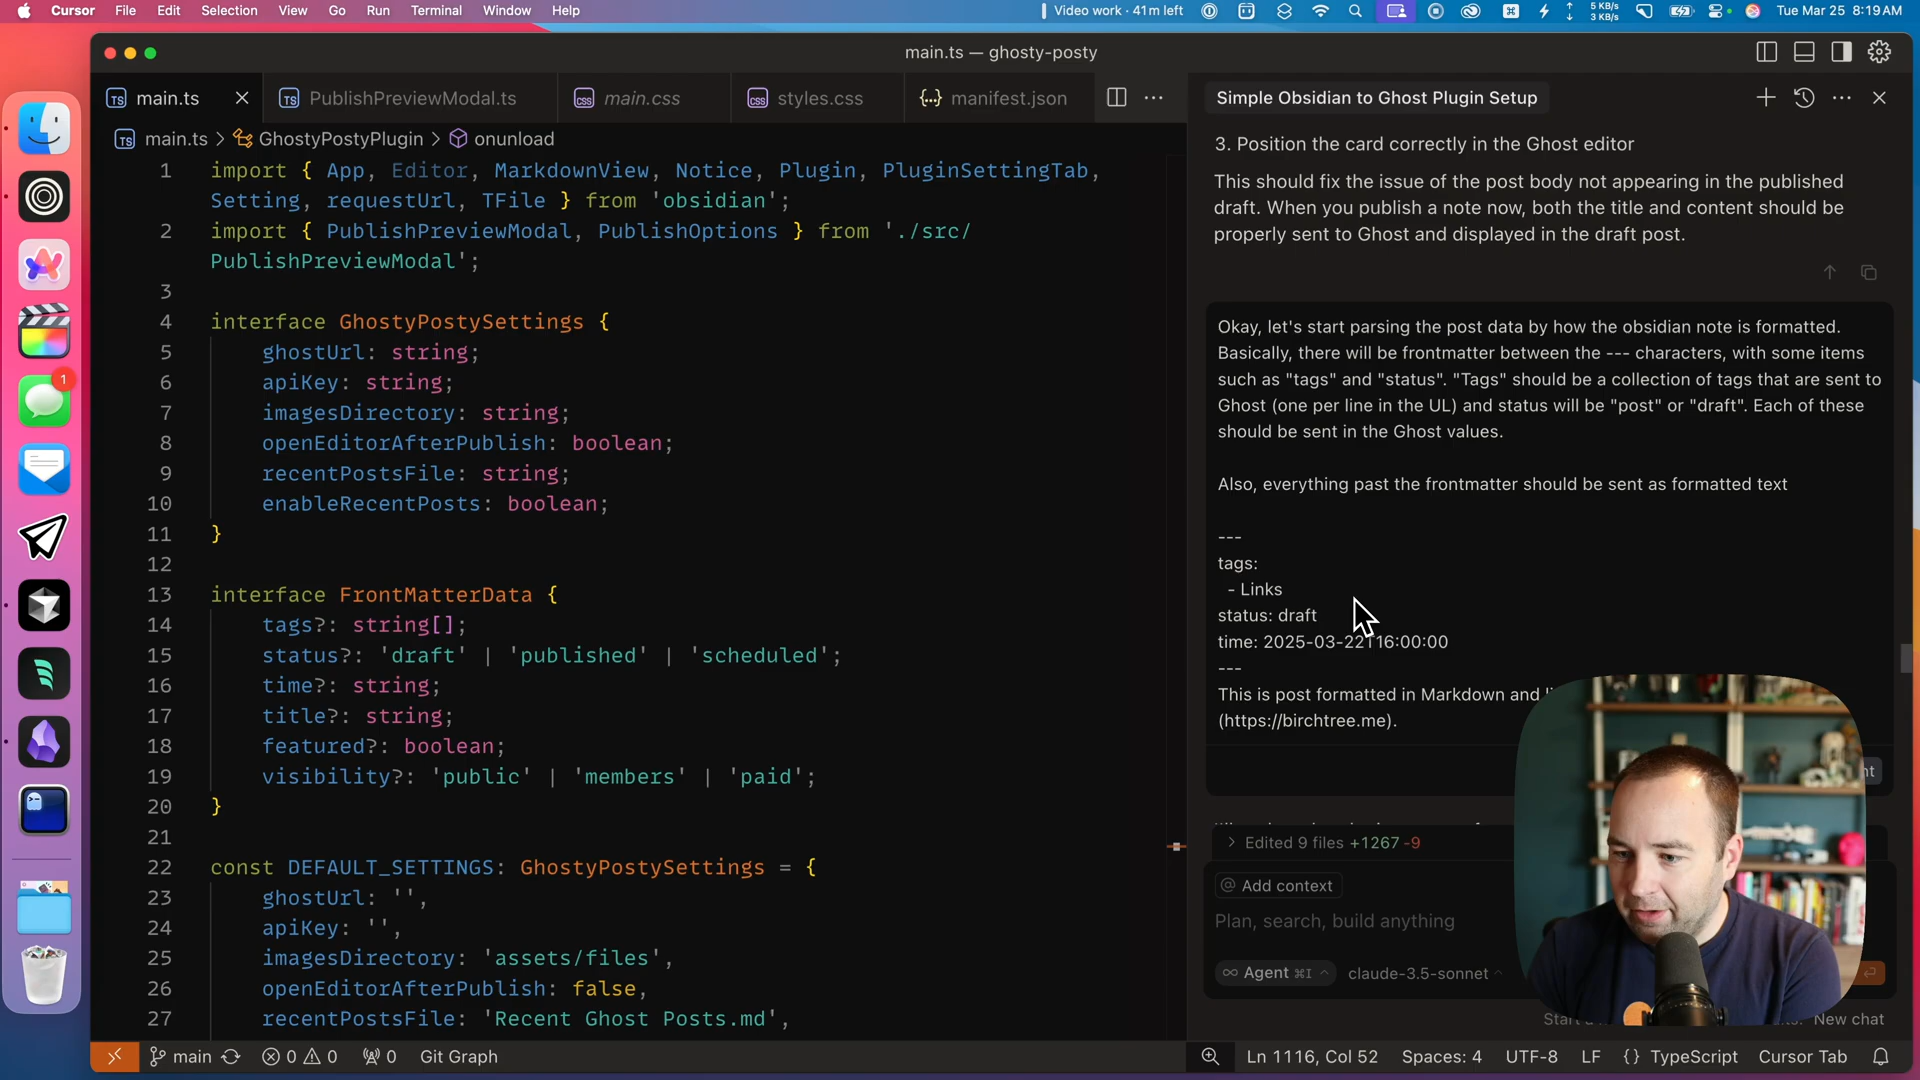 Cursor File Edit Selection View Go Run Terminal Window Help
Video work · 41m left
5 KB/s
3 KB/s
Tue Mar 25 8:19 AM
main.ts — ghosty-posty
main.ts
PublishPreviewModal.ts
main.css
styles.css
manifest.json
main.ts > GhostyPostyPlugin > onunload
1 import { App, Editor, MarkdownView, Notice, Plugin, PluginSettingTab,
Setting, requestUrl, TFile } from 'obsidian';
2 import { PublishPreviewModal, PublishOptions } from './src/
PublishPreviewModal';
3
4 interface GhostyPostySettings {
5 ghostUrl: string;
6 apiKey: string;
7 imagesDirectory: string;
8 openEditorAfterPublish: boolean;
9 recentPostsFile: string;
10 enableRecentPosts: boolean;
11 }
12
13 interface FrontMatterData {
14 tags?: string[];
15 status?: 'draft' | 'published' | 'scheduled';
16 time?: string;
17 title?: string;
18 featured?: boolean;
19 visibility?: 'public' | 'members' | 'paid';
20 }
21
22 const DEFAULT_SETTINGS: GhostyPostySettings = {
23 ghostUrl: '',
24 apiKey: '',
25 imagesDirectory: 'assets/files',
26 openEditorAfterPublish: false,
27 recentPostsFile: 'Recent Ghost Posts.md',
Simple Obsidian to Ghost Plugin Setup
3. Position the card correctly in the Ghost editor
This should fix the issue of the post body not appearing in the published
draft. When you publish a note now, both the title and content should be
properly sent to Ghost and displayed in the draft post.
Okay, let's start parsing the post data by how the obsidian note is formatted.
Basically, there will be frontmatter between the --- characters, with some items
such as "tags" and "status". "Tags" should be a collection of tags that are sent to
Ghost (one per line in the UL) and status will be "post" or "draft". Each of these
should be sent in the Ghost values.
Also, everything past the frontmatter should be sent as formatted text
---
tags:
- Links
status: draft
time: 2025-03-22T16:00:00
---
This is post formatted in Markdown and
(https://birchtree.me).
> Edited 9 files +1267 -9
@ Add context
Plan, search, build anything
∞ Agent ⌘I
claude-3.5-sonnet
New chat
1
main
0 0
0
Git Graph
Ln 1116, Col 52
Spaces: 4
UTF-8
LF
{} TypeScript
Cursor Tab